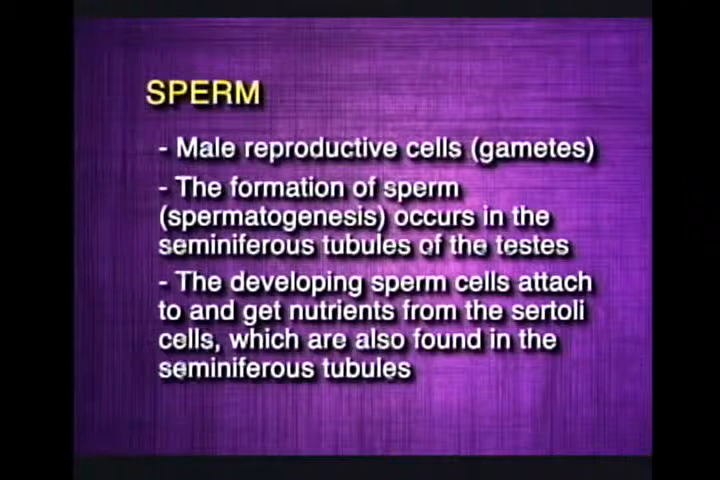 SPERM
- Male reproductive cells (gametes)
- The formation of sperm
(spermatogenesis) occurs in the
seminiferous tubules of the testes
- The developing sperm cells attach
to and get nutrients from the sertoli
cells, which are also found in the
seminiferous tubules